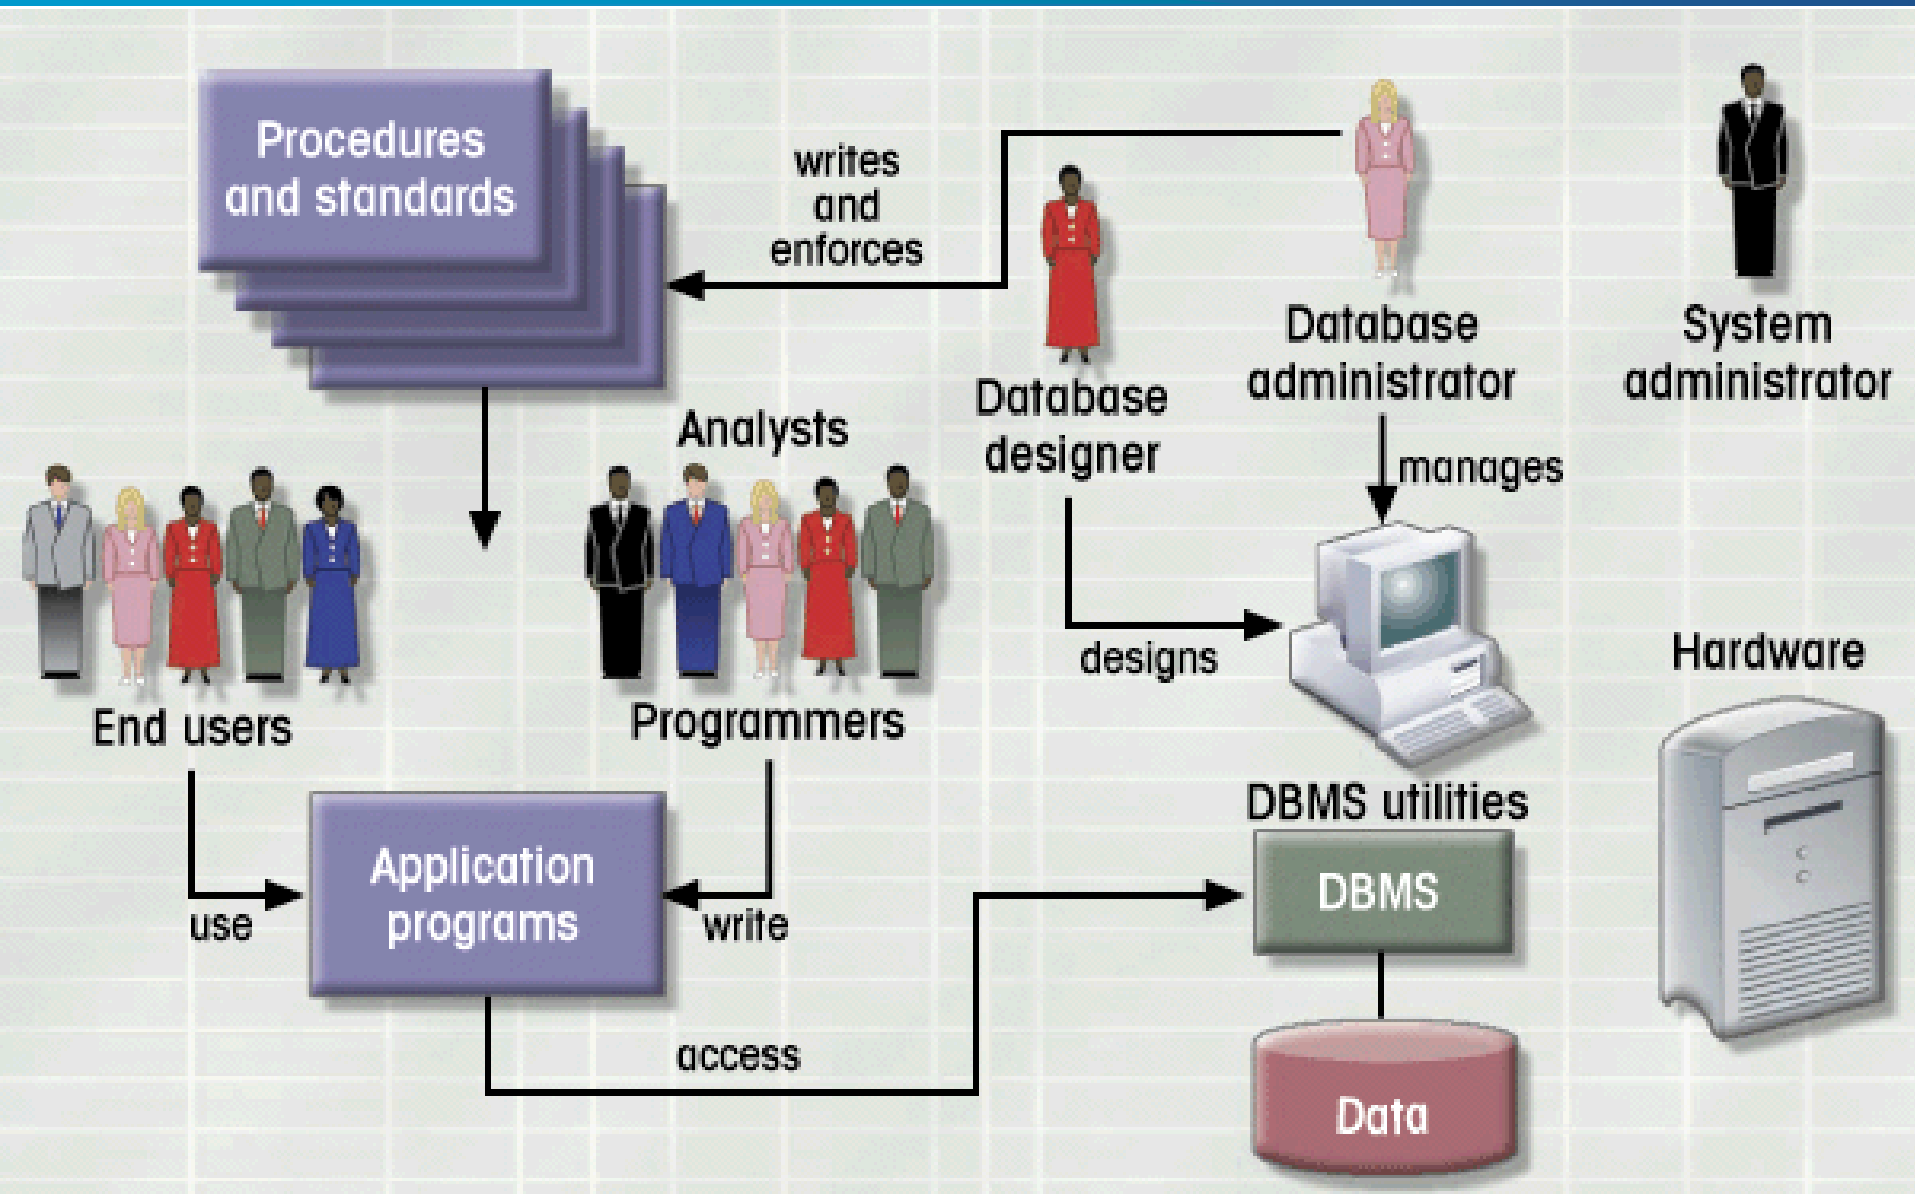 Procedures
and standards
writes
and
enforces
Database
administrator
System
administrator
Database
designer
Analysts
manages
designs
Hardware
End users
Programmers
DBMS utilities
Application
programs
DBMS
use
write
access
Data